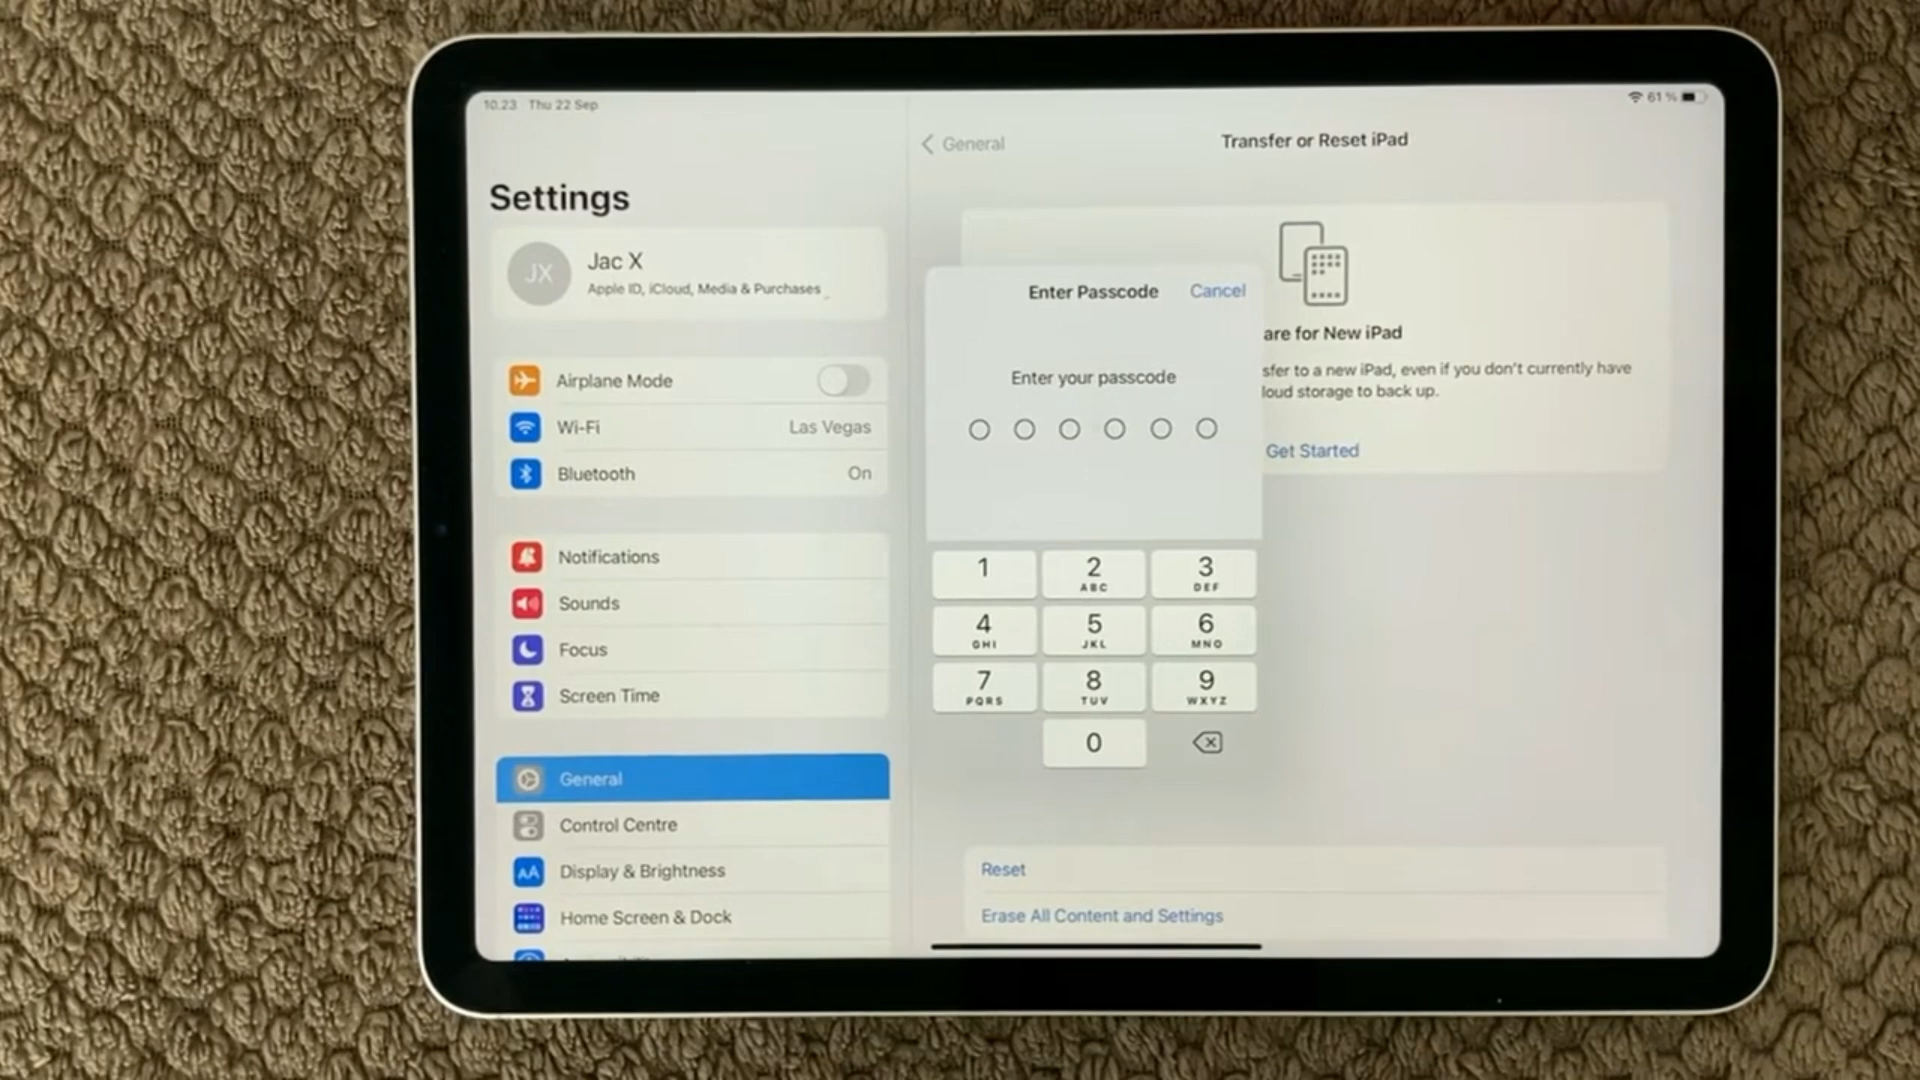 10.23 Thu 22 Sep
61 %
Settings
JX
Jac X
Apple ID, iCloud, Media & Purchases
Airplane Mode
Wi-Fi
Las Vegas
Bluetooth
On
Notifications
Sounds
Focus
Screen Time
General
Control Centre
AA
Display & Brightness
Home Screen & Dock
General
Transfer or Reset iPad
are for New iPad
sfer to a new iPad, even if you don't currently have
loud storage to back up.
Get Started
Enter Passcode
Cancel
Enter your passcode
1
2
ABC
3
DEF
4
GHI
5
JKL
6
MNO
7
PQRS
8
TUV
9
WXYZ
0
Reset
Erase All Content and Settings